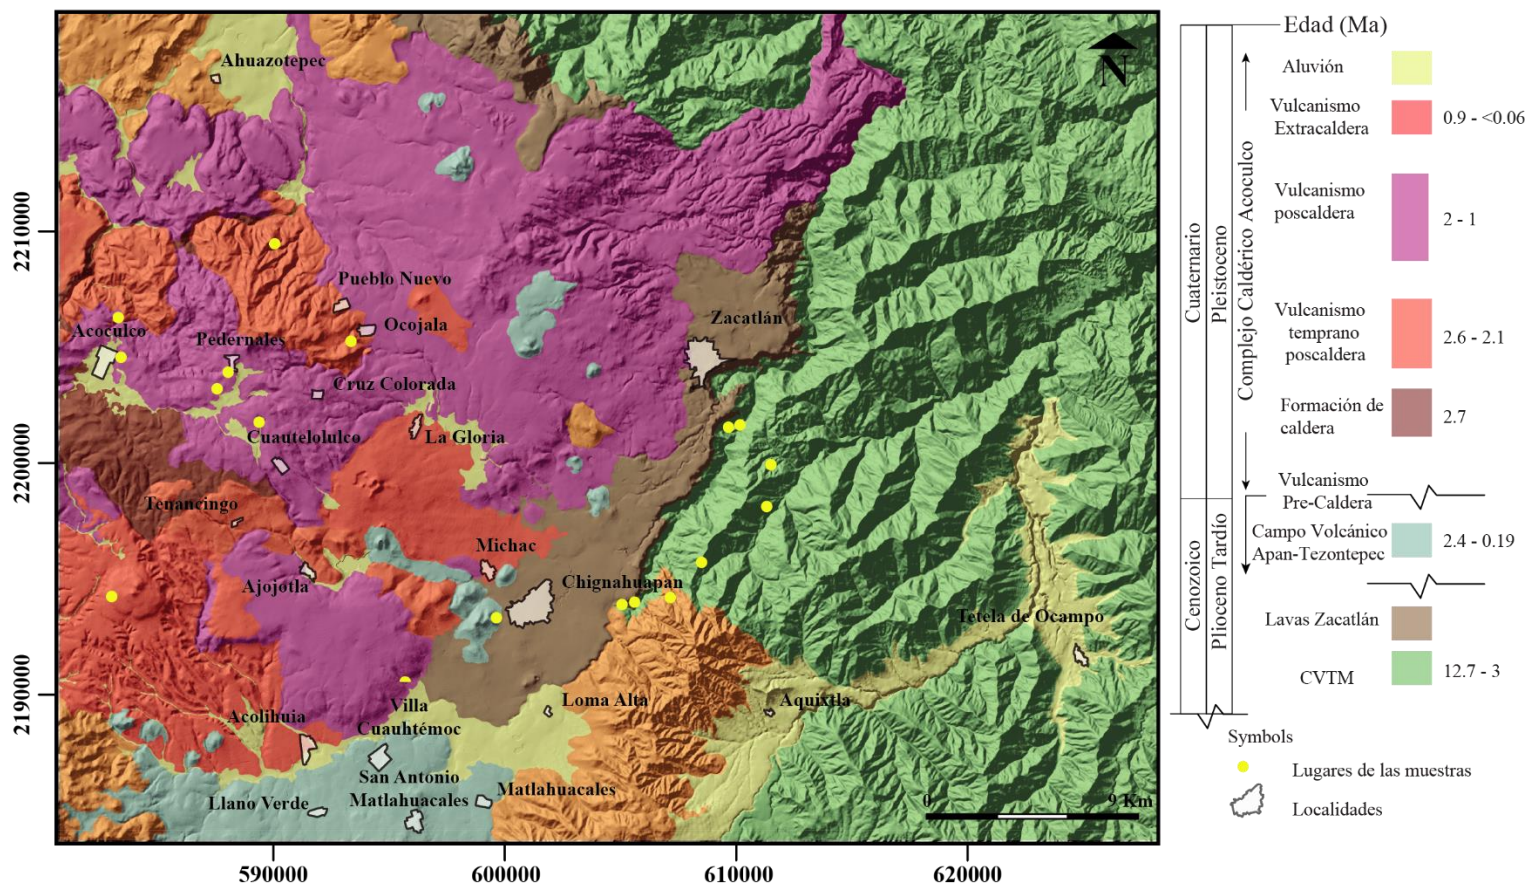 Ahuazotepec
N
Pueblo Nuevo
Ocojala
Acoculco
Pedernales
Zacatlán
Cruz Colorada
Cuautelolulco
La Gloria
Tenancingo
Michac
Ajojotla
Chignahuapan
Tetela de Ocampo
Villa
Cuauhtémoc
Loma Alta
Aquixtla
Acolihuia
San Antonio
Matlahuacales
Matlahuacales
Llano Verde
0
9 Km
2210000
2200000
2190000
590000
600000
610000
620000
Edad (Ma)
Cuaternario
Pleistoceno
Complejo Caldérico Acoculco
Cenozoico
Plioceno Tardío
Aluvión
Vulcanismo
Extracaldera
0.9 - <0.06
Vulcanismo
poscaldera
2 - 1
Vulcanismo
temprano
poscaldera
2.6 - 2.1
Formación de
caldera
2.7
Vulcanismo
Pre-Caldera
Campo Volcánico
Apan-Tezontepec
2.4 - 0.19
Lavas Zacatlán
CVTM
12.7 - 3
Symbols
Lugares de las muestras
Localidades